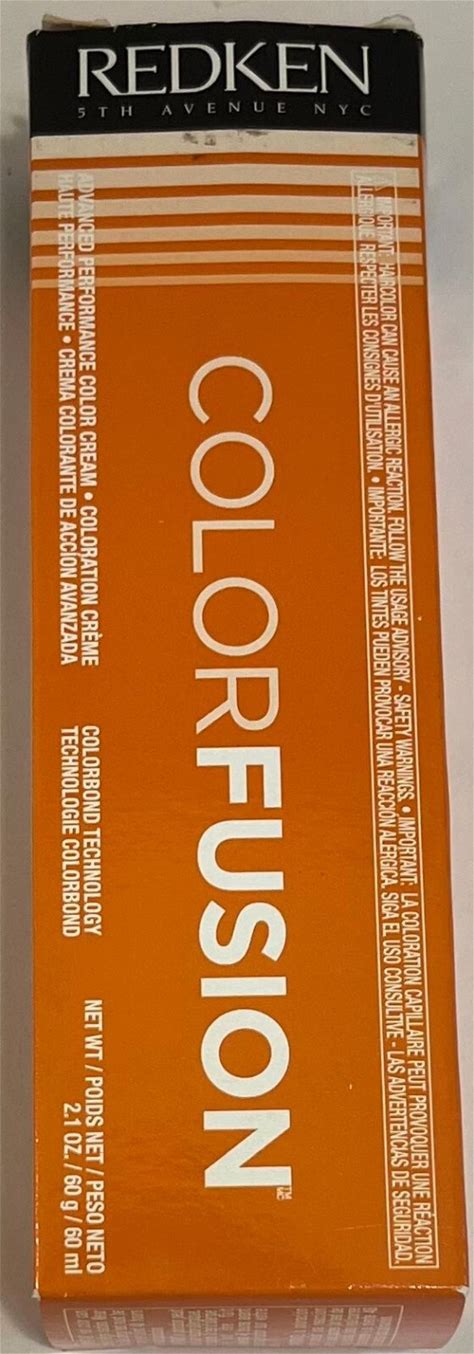 REDKEN
5TH AVENUE NYC
⚠ IMPORTANT: HAIRCOLOR CAN CAUSE AN ALLERGIC REACTION. FOLLOW THE USAGE ADVISORY - SAFETY WARNINGS. • IMPORTANT: LA COLORATION CAPILLAIRE PEUT PROVOQUER UNE RÉACTION
ALLERGIQUE. RESPECTER LES CONSIGNES D'UTILISATION. • IMPORTANTE: LOS TINTES PUEDEN PROVOCAR UNA REACCIÓN ALERGICA. SIGA EL USO CONSULTIVE - LAS ADVERTENCIAS DE SEGURIDAD.
COLORFUSION™
ADVANCED PERFORMANCE COLOR CREAM • COLORATION CRÈME
HAUTE PERFORMANCE • CREMA COLORANTE DE ACCIÓN AVANZADA
COLORBOND TECHNOLOGY
TECHNOLOGIE COLORBOND
NET WT / POIDS NET / PESO NETO
2.1 OZ. / 60 g / 60 ml